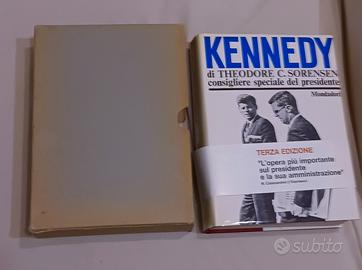 KENNEDY
di THEODORE C. SORENSEN
consigliere speciale del presidente
Mondadori
TERZA EDIZIONE
"L'opera più importante
sul presidente
e la sua amministrazione"
subito